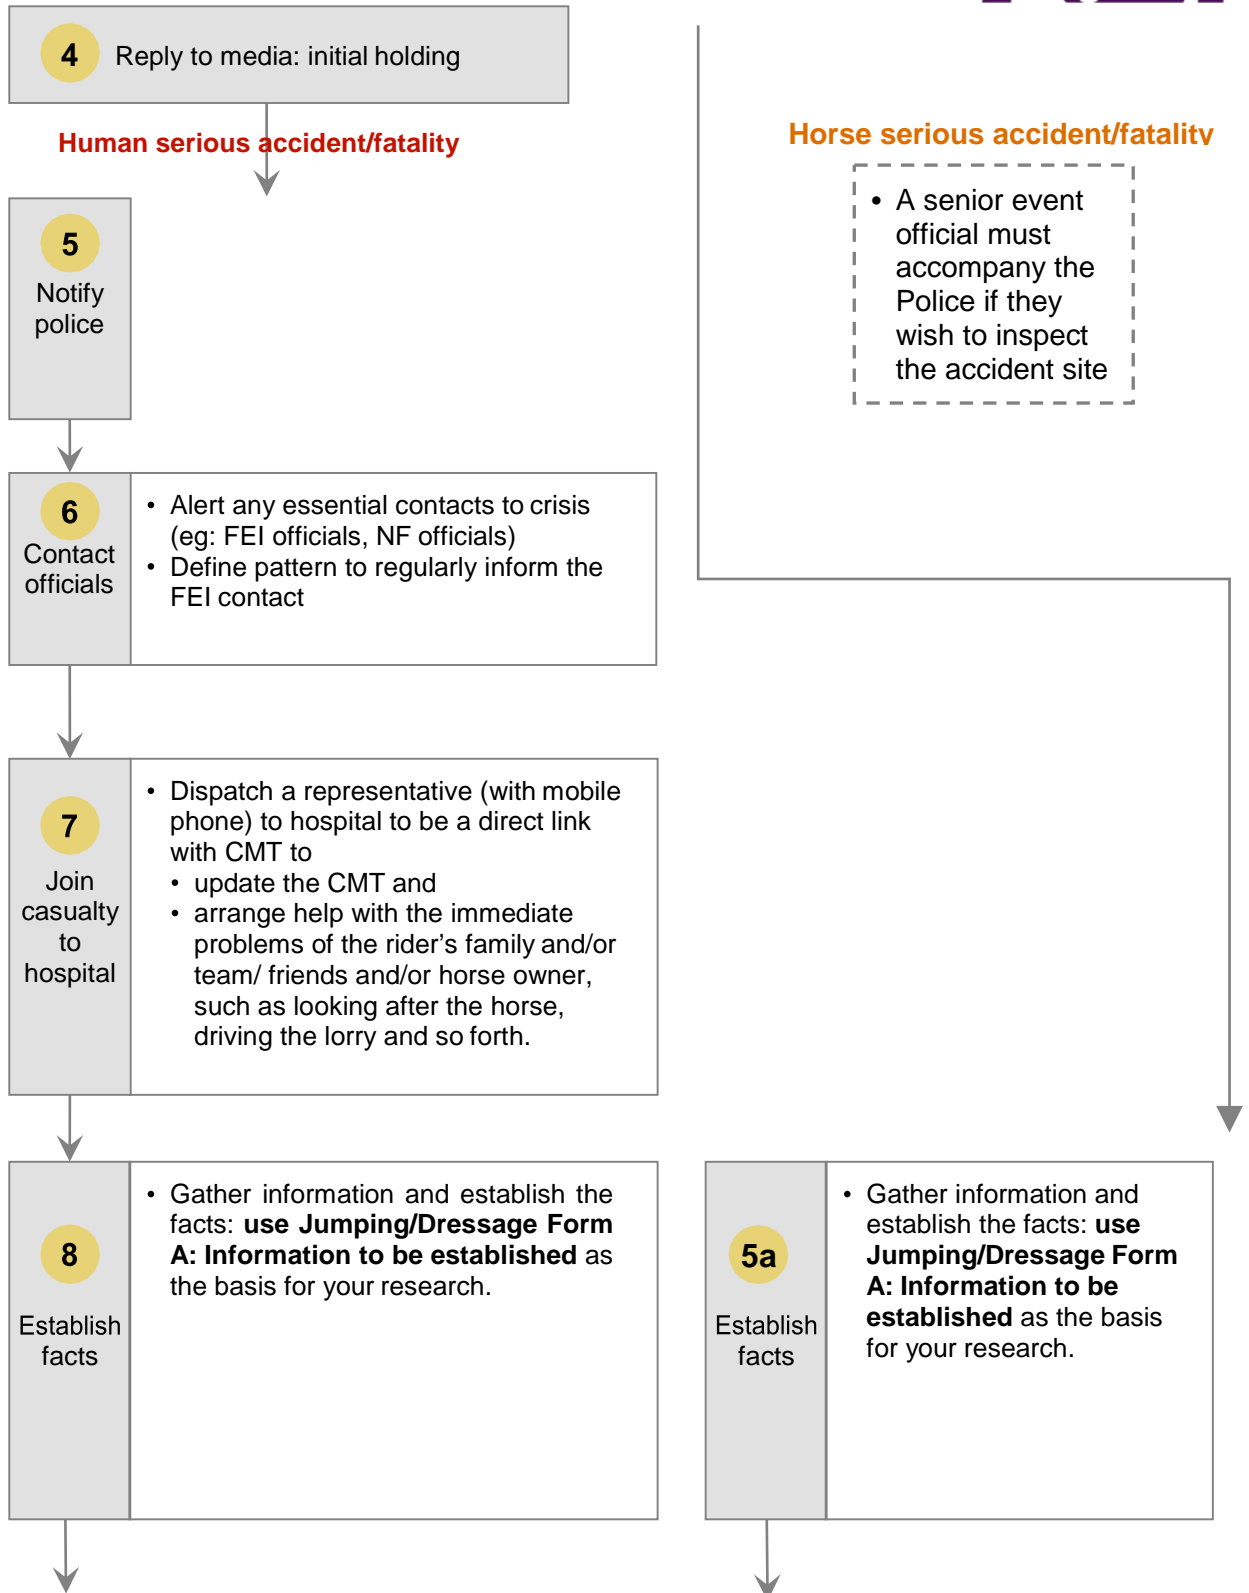 4 Reply to media: initial holding
Human serious accident/fatality
5
Notify
police
Horse serious accident/fatality
• A senior event
official must
accompany the
Police if they
wish to inspect
the accident site
6
Contact
officials
• Alert any essential contacts to crisis
(eg: FEI officials, NF officials)
• Define pattern to regularly inform the
FEI contact
7
Join
casualty
to
hospital
• Dispatch a representative (with mobile
phone) to hospital to be a direct link
with CMT to
• update the CMT and
• arrange help with the immediate
problems of the rider’s family and/or
team/ friends and/or horse owner,
such as looking after the horse,
driving the lorry and so forth.
8
Establish
facts
• Gather information and establish the
facts: use Jumping/Dressage Form
A: Information to be established as
the basis for your research.
5a
Establish
facts
• Gather information and
establish the facts: use
Jumping/Dressage Form
A: Information to be
established as the basis
for your research.